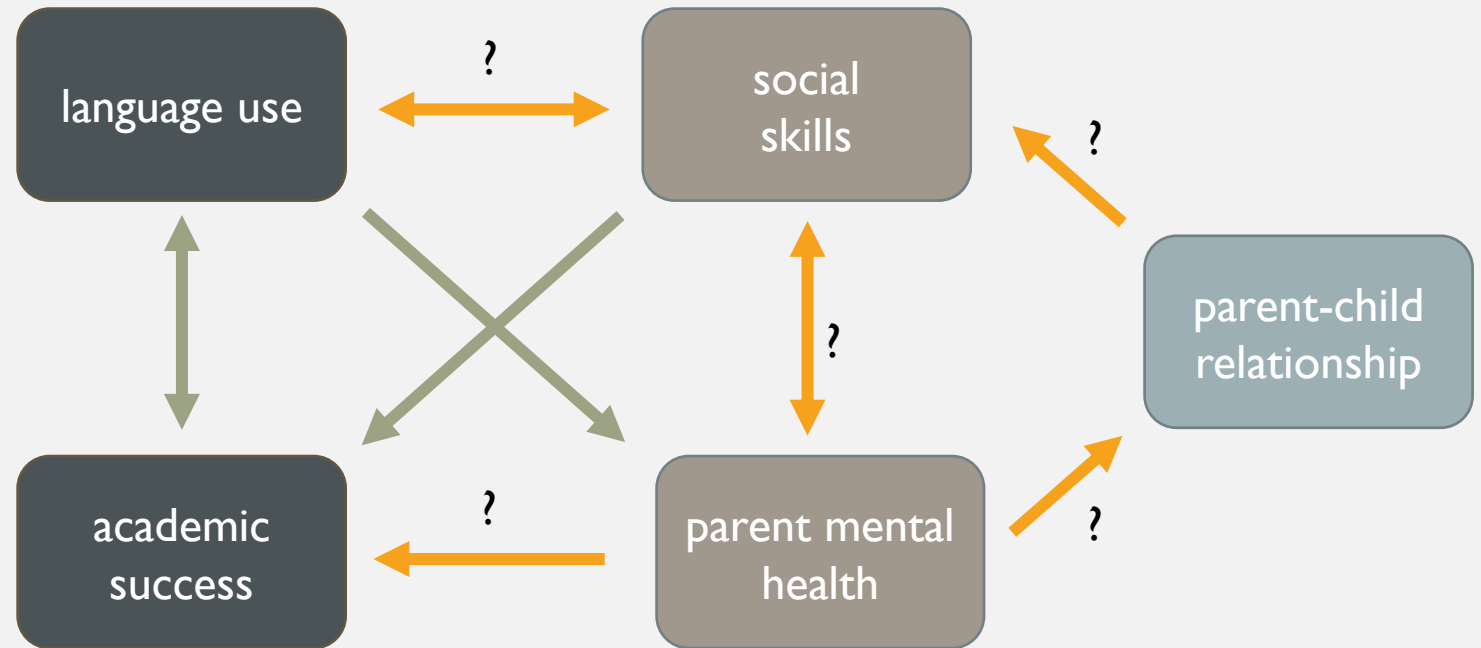 language use
?
social
skills
?
parent-child
relationship
?
academic
success
?
parent mental
health
?